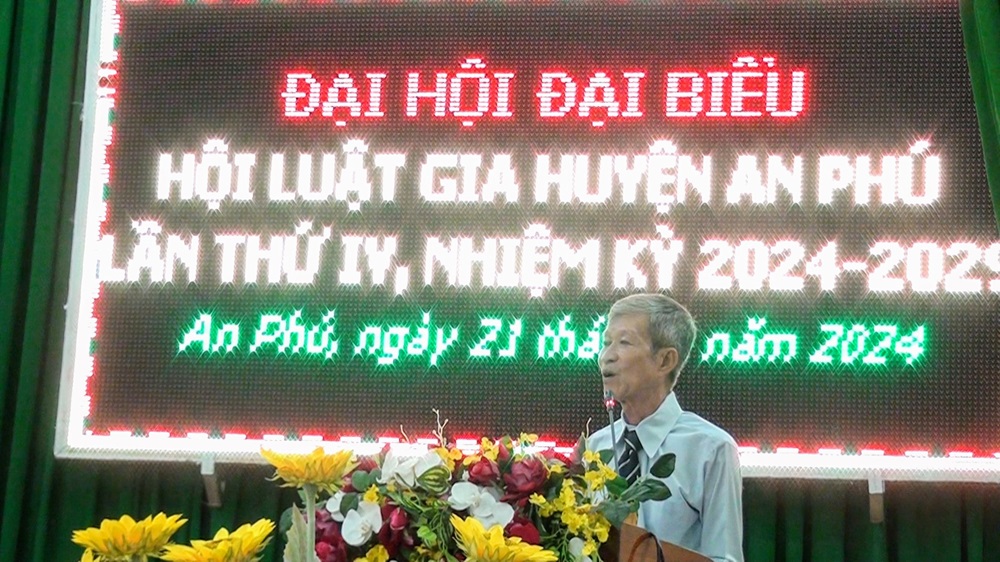 ĐẠI HỘI ĐẠI BIỂU
HỘI LUẬT GIA HUYỆN AN PHÚ
LẦN THỨ IV, NHIỆM KỲ 2024-2029
An Phú, ngày 21 năm 2024